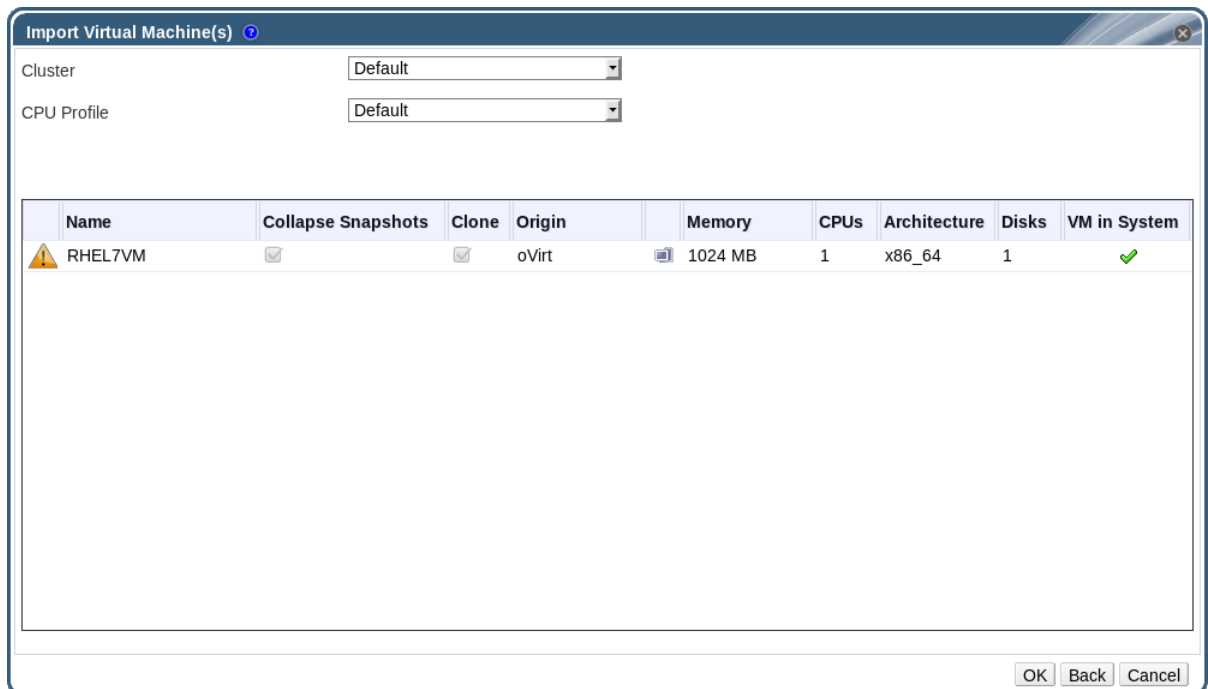 Import Virtual Machine(s) ?
Cluster Default
CPU Profile Default
Name Collapse Snapshots Clone Origin Memory CPUs Architecture Disks VM in System
RHEL7VM oVirt 1024 MB 1 x86_64 1
OK Back Cancel